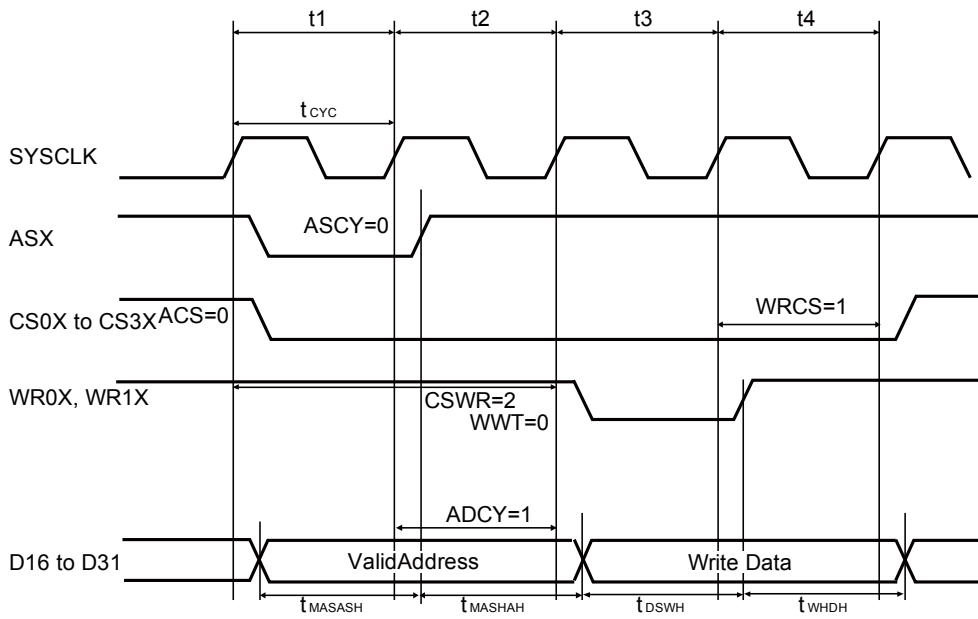 t1 t2 t3 t4
tCYC
SYSCLK
ASX ASCY=0
CS0X to CS3X ACS=0 WRCS=1
WR0X, WR1X CSWR=2
WWT=0
ADCY=1
D16 to D31 ValidAddress Write Data
tMASASH tMASHAH tDSWH tWHDH